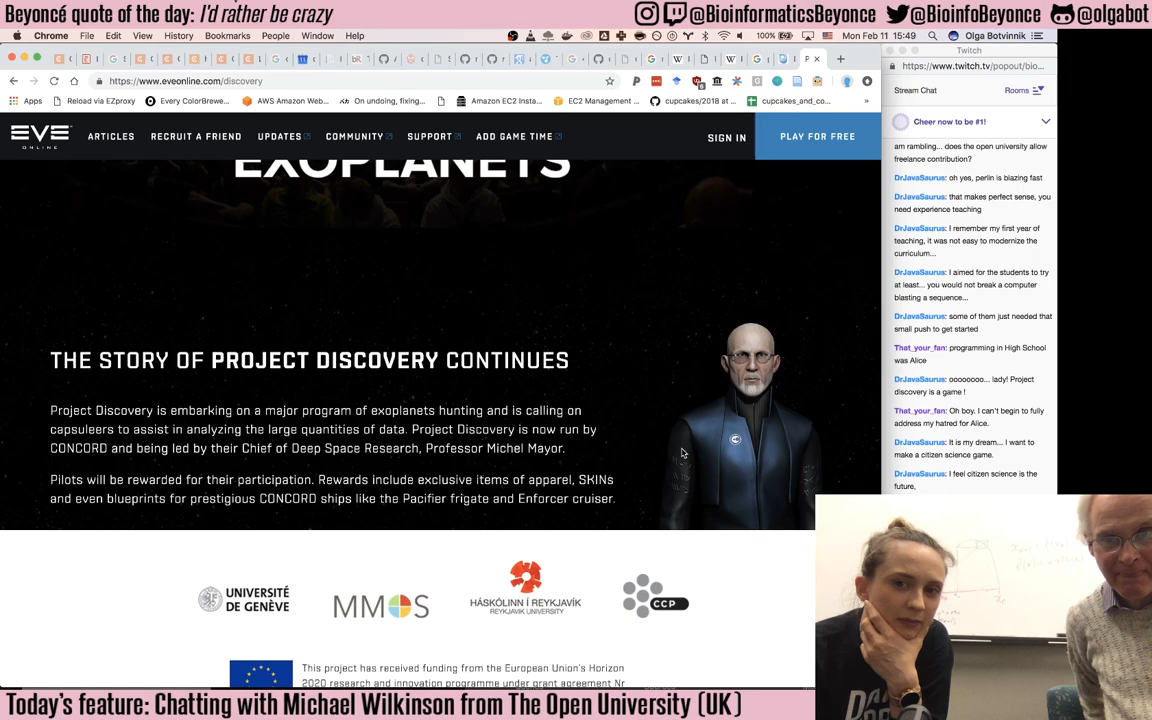 Beyoncé quote of the day: I'd rather be crazy
@BioinformaticsBeyonce @BioinfoBeyonce @olgabot
Chrome File Edit View History Bookmarks People Window Help
100% Mon Feb 11 15:49 Olga Botvinnik
https://www.eveonline.com/discovery
Apps Reload via EZproxy Every ColorBrewe... AWS Amazon Web... On undoing, fixing... Amazon EC2 Insta... EC2 Management ... cupcakes/2018 at ... cupcakes_and_co... »
EVE ONLINE
ARTICLES RECRUIT A FRIEND UPDATES COMMUNITY SUPPORT ADD GAME TIME SIGN IN PLAY FOR FREE
EXOPLANETS
THE STORY OF PROJECT DISCOVERY CONTINUES
Project Discovery is embarking on a major program of exoplanets hunting and is calling on
capsuleers to assist in analyzing the large quantities of data. Project Discovery is now run by
CONCORD and being led by their Chief of Deep Space Research, Professor Michel Mayor.
Pilots will be rewarded for their participation. Rewards include exclusive items of apparel, SKINs
and even blueprints for prestigious CONCORD ships like the Pacifier frigate and Enforcer cruiser.
UNIVERSITÉ
DE GENÈVE
MMOS
HÁSKÓLINN Í REYKJAVÍK
REYKJAVIK UNIVERSITY
CCP
This project has received funding from the European Union's Horizon
2020 research and innovation programme under grant agreement Nr
Twitch
https://www.twitch.tv/popout/bio...
Stream Chat Rooms
Cheer now to be #1!
am rambling... does the open university allow
freelance contribution?
DrJavaSaurus: oh yes, perlin is blazing fast
DrJavaSaurus: that makes perfect sense, you
need experience teaching
DrJavaSaurus: I remember my first year of
teaching, it was not easy to modernize the
curriculum...
DrJavaSaurus: I aimed for the students to try
at least... you would not break a computer
blasting a sequence...
DrJavaSaurus: some of them just needed that
small push to get started
That_your_fan: programming in High School
was Alice
DrJavaSaurus: oooooooo... lady! Project
discovery is a game !
That_your_fan: Oh boy. I can't begin to fully
address my hatred for Alice.
DrJavaSaurus: It is my dream... I want to
make a citizen science game.
DrJavaSaurus: I feel citizen science is the
future,
Today's feature: Chatting with Michael Wilkinson from The Open University (UK)